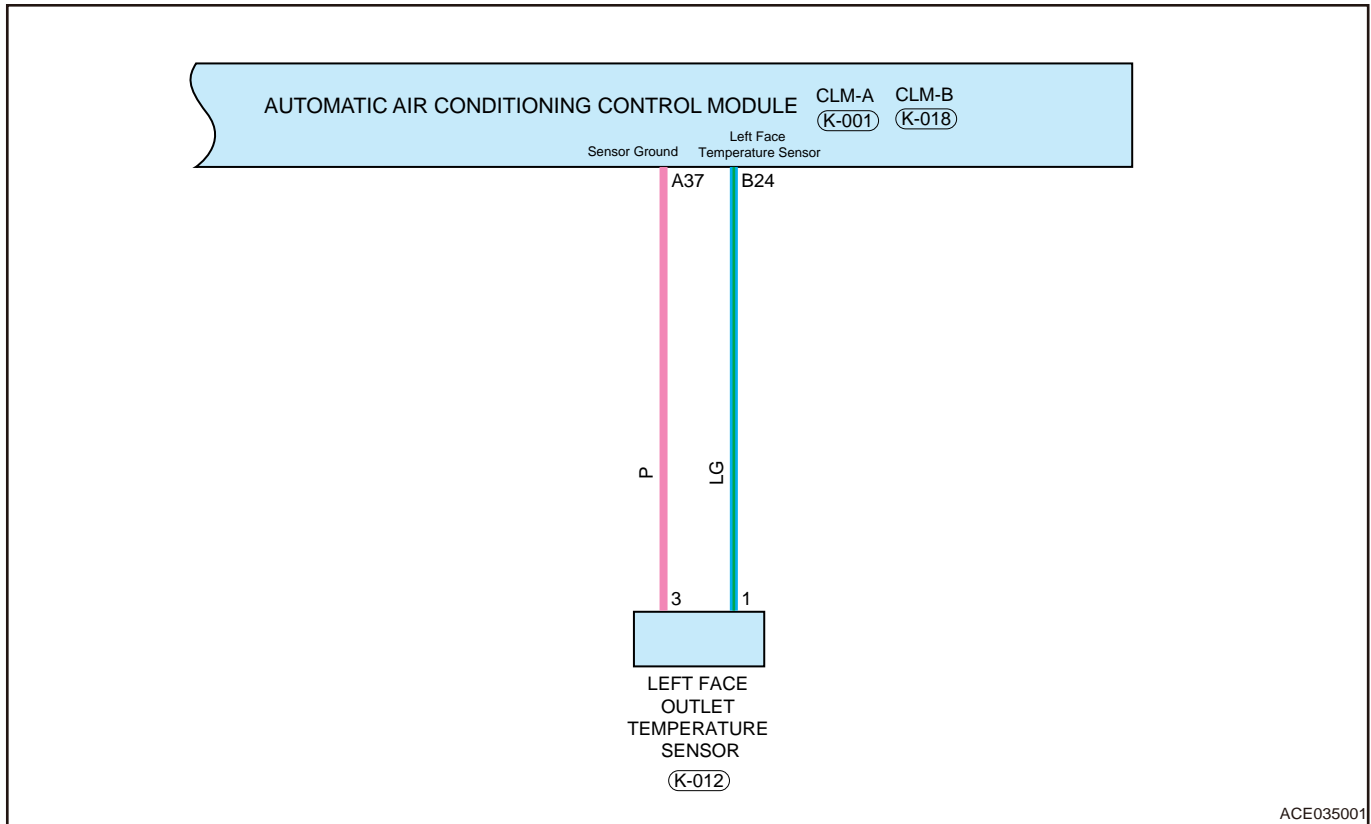 AUTOMATIC AIR CONDITIONING CONTROL MODULE
CLM-A CLM-B
K-001 K-018
Sensor Ground
Left Face
Temperature Sensor
A37 B24
P LG
3 1
LEFT FACE
OUTLET
TEMPERATURE
SENSOR
K-012
ACE035001